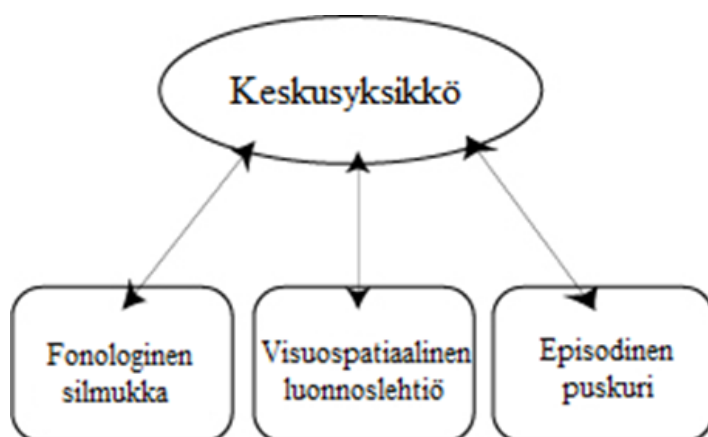 Keskusyksikkö
Fonologinen
silmukka
Visuospatiaalinen
luonnoslehtiö
Episodinen
puskuri